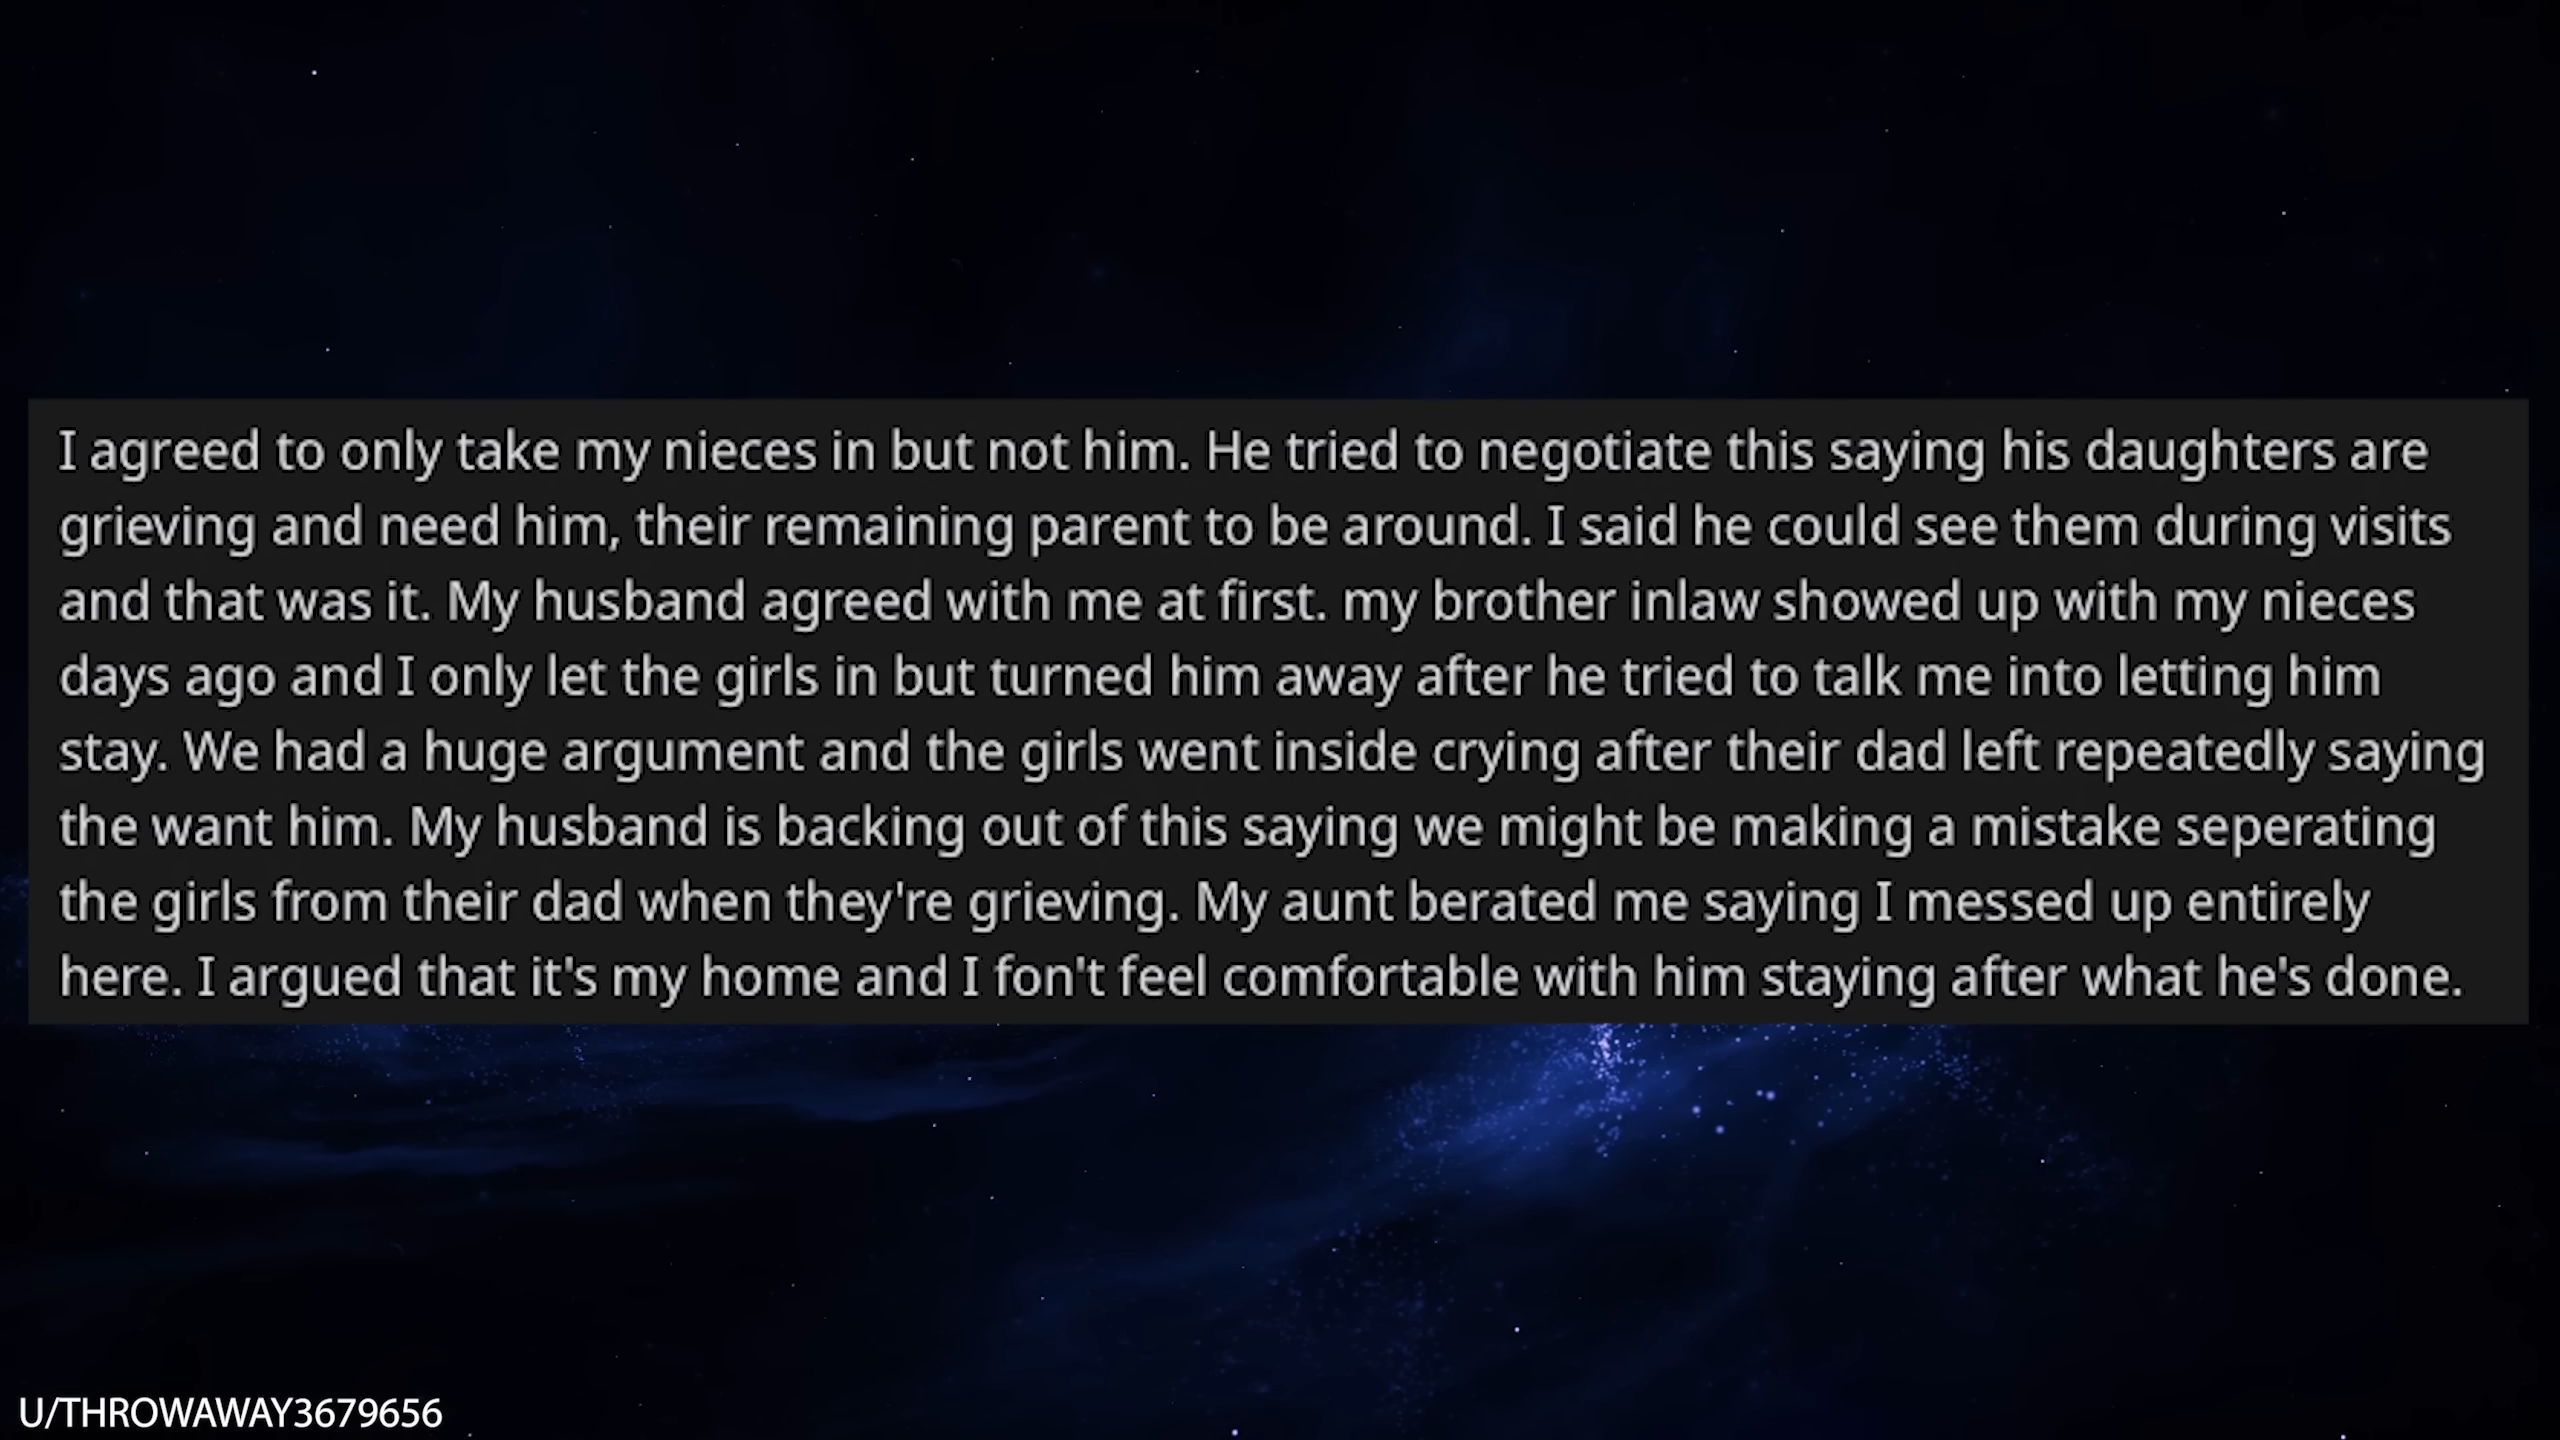 I agreed to only take my nieces in but not him. He tried to negotiate this saying his daughters are
grieving and need him, their remaining parent to be around. I said he could see them during visits
and that was it. My husband agreed with me at first. my brother inlaw showed up with my nieces
days ago and I only let the girls in but turned him away after he tried to talk me into letting him
stay. We had a huge argument and the girls went inside crying after their dad left repeatedly saying
the want him. My husband is backing out of this saying we might be making a mistake seperating
the girls from their dad when they're grieving. My aunt berated me saying I messed up entirely
here. I argued that it's my home and I fon't feel comfortable with him staying after what he's done.
U/THROWAWAY3679656